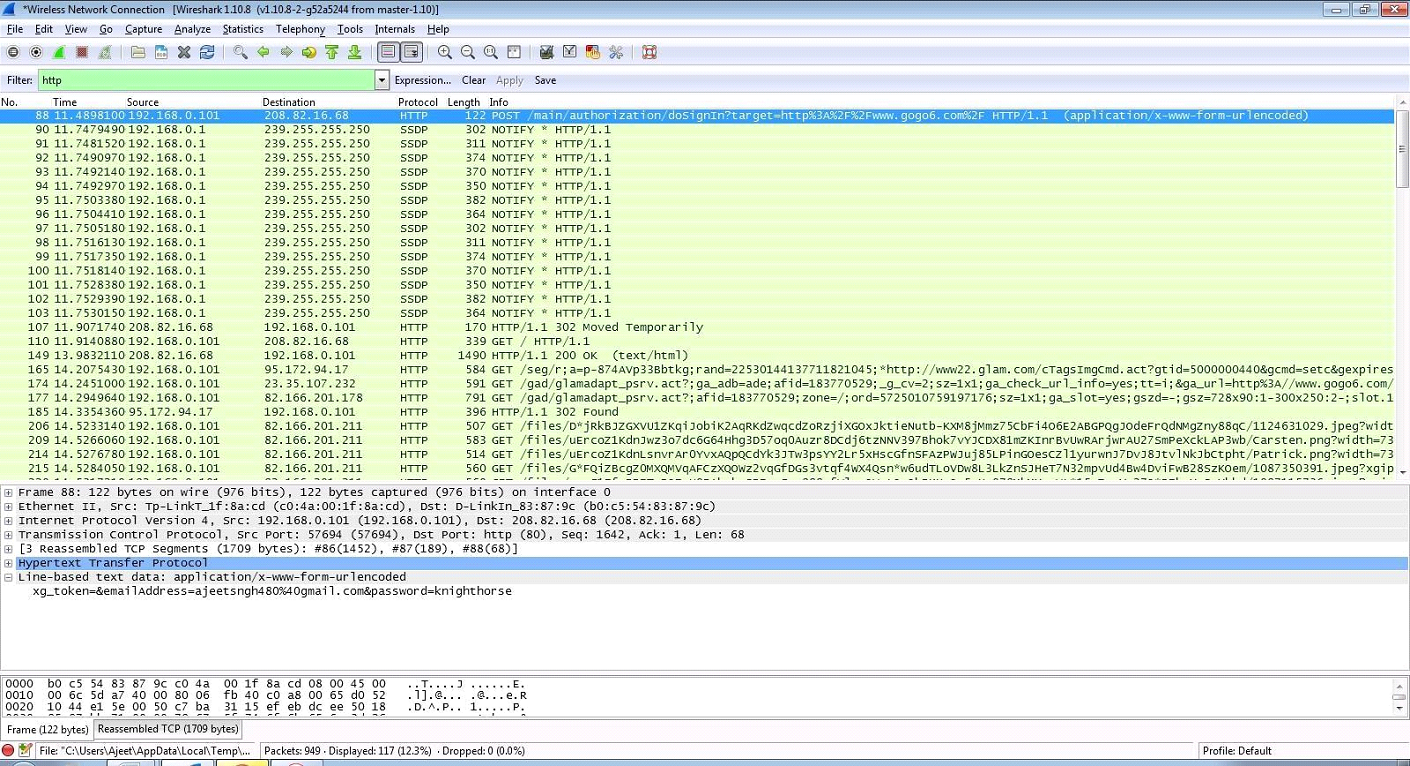 *Wireless Network Connection [Wireshark 1.10.8 (v1.10.8-2-g52a5244 from master-1.10)]
File Edit View Go Capture Analyze Statistics Telephony Tools Internals Help
Filter: http Expression... Clear Apply Save
No. Time Source Destination Protocol Length Info
88 11.4898100 192.168.0.101 208.82.16.68 HTTP 122 POST /main/authorization/doSignIn?target=http%3A%2F%2Fwww.gogo6.com%2F HTTP/1.1 (application/x-www-form-urlencoded)
90 11.7479490 192.168.0.1 239.255.255.250 SSDP 302 NOTIFY * HTTP/1.1
91 11.7481520 192.168.0.1 239.255.255.250 SSDP 311 NOTIFY * HTTP/1.1
92 11.7490970 192.168.0.1 239.255.255.250 SSDP 374 NOTIFY * HTTP/1.1
93 11.7492140 192.168.0.1 239.255.255.250 SSDP 370 NOTIFY * HTTP/1.1
94 11.7492970 192.168.0.1 239.255.255.250 SSDP 350 NOTIFY * HTTP/1.1
95 11.7503380 192.168.0.1 239.255.255.250 SSDP 382 NOTIFY * HTTP/1.1
96 11.7504410 192.168.0.1 239.255.255.250 SSDP 364 NOTIFY * HTTP/1.1
97 11.7505180 192.168.0.1 239.255.255.250 SSDP 302 NOTIFY * HTTP/1.1
98 11.7516130 192.168.0.1 239.255.255.250 SSDP 311 NOTIFY * HTTP/1.1
99 11.7517350 192.168.0.1 239.255.255.250 SSDP 374 NOTIFY * HTTP/1.1
100 11.7518140 192.168.0.1 239.255.255.250 SSDP 370 NOTIFY * HTTP/1.1
101 11.7528380 192.168.0.1 239.255.255.250 SSDP 350 NOTIFY * HTTP/1.1
102 11.7529390 192.168.0.1 239.255.255.250 SSDP 382 NOTIFY * HTTP/1.1
103 11.7530150 192.168.0.1 239.255.255.250 SSDP 364 NOTIFY * HTTP/1.1
107 11.9071740 208.82.16.68 192.168.0.101 HTTP 170 HTTP/1.1 302 Moved Temporarily
110 11.9140880 192.168.0.101 208.82.16.68 HTTP 339 GET / HTTP/1.1
149 13.9832110 208.82.16.68 192.168.0.101 HTTP 1490 HTTP/1.1 200 OK (text/html)
165 14.2075430 192.168.0.101 95.172.94.17 HTTP 584 GET /seg/r;a=p-874AVp33Bbtkg;rand=22530144137711821045;*http://www22.glam.com/cTagsImgCmd.act?gtid=5000000440&gcmd=setc&gexpires
174 14.2451000 192.168.0.101 23.35.107.232 HTTP 591 GET /gad/glamadapt_psrv.act?;ga_adb=ade;afid=183770529;_g_cv=2;sz=1x1;ga_check_url_info=yes;tt=i;&ga_url=http%3A//www.gogo6.com/
177 14.2949640 192.168.0.101 82.166.201.178 HTTP 791 GET /gad/glamadapt_psrv.act?;afid=183770529;zone=/;ord=5725010759197176;sz=1x1;ga_slot=yes;gszd=-;gsz=728x90:1-300x250:2-;slot.1
185 14.3354360 95.172.94.17 192.168.0.101 HTTP 396 HTTP/1.1 302 Found
206 14.5233140 192.168.0.101 82.166.201.211 HTTP 507 GET
209 14.5266060 192.168.0.101 82.166.201.211 HTTP 583 GET
214 14.5276780 192.168.0.101 82.166.201.211 HTTP 514 GET
215 14.5284050 192.168.0.101 82.166.201.211 HTTP 560 GET
Frame 88: 122 bytes on wire (976 bits), 122 bytes captured (976 bits) on interface 0
Ethernet II, Src: Tp-LinkT_1f:8a:cd (c0:4a:00:1f:8a:cd), Dst: D-LinkIn_83:87:9c (b0:c5:54:83:87:9c)
Internet Protocol Version 4, Src: 192.168.0.101 (192.168.0.101), Dst: 208.82.16.68 (208.82.16.68)
Transmission Control Protocol, Src Port: 57694 (57694), Dst Port: http (80), Seq: 1642, Ack: 1, Len: 68
[3 Reassembled TCP Segments (1709 bytes): #86(1452), #87(189), #88(68)]
Hypertext Transfer Protocol
Line-based text data: application/x-www-form-urlencoded
xg_token=&emailAddress=ajeetsngh480%40gmail.com&password=knighthorse
0000 b0 c5 54 83 87 9c c0 4a 00 1f 8a cd 08 00 45 00 ..T....J ......E.
0010 00 6c 5d a7 40 00 80 06 fb 40 c0 a8 00 65 d0 52 .l].@... .@...e.R
0020 10 44 e1 5e 00 50 c7 ba 31 15 ef eb dc ee 50 18 .D.^.P.. 1.....P.
Frame (122 bytes) Reassembled TCP (1709 bytes)
File: "C:\Users\Ajeet\AppData\Local\Temp\... Packets: 949 · Displayed: 117 (12.3%) · Dropped: 0 (0.0%) Profile: Default